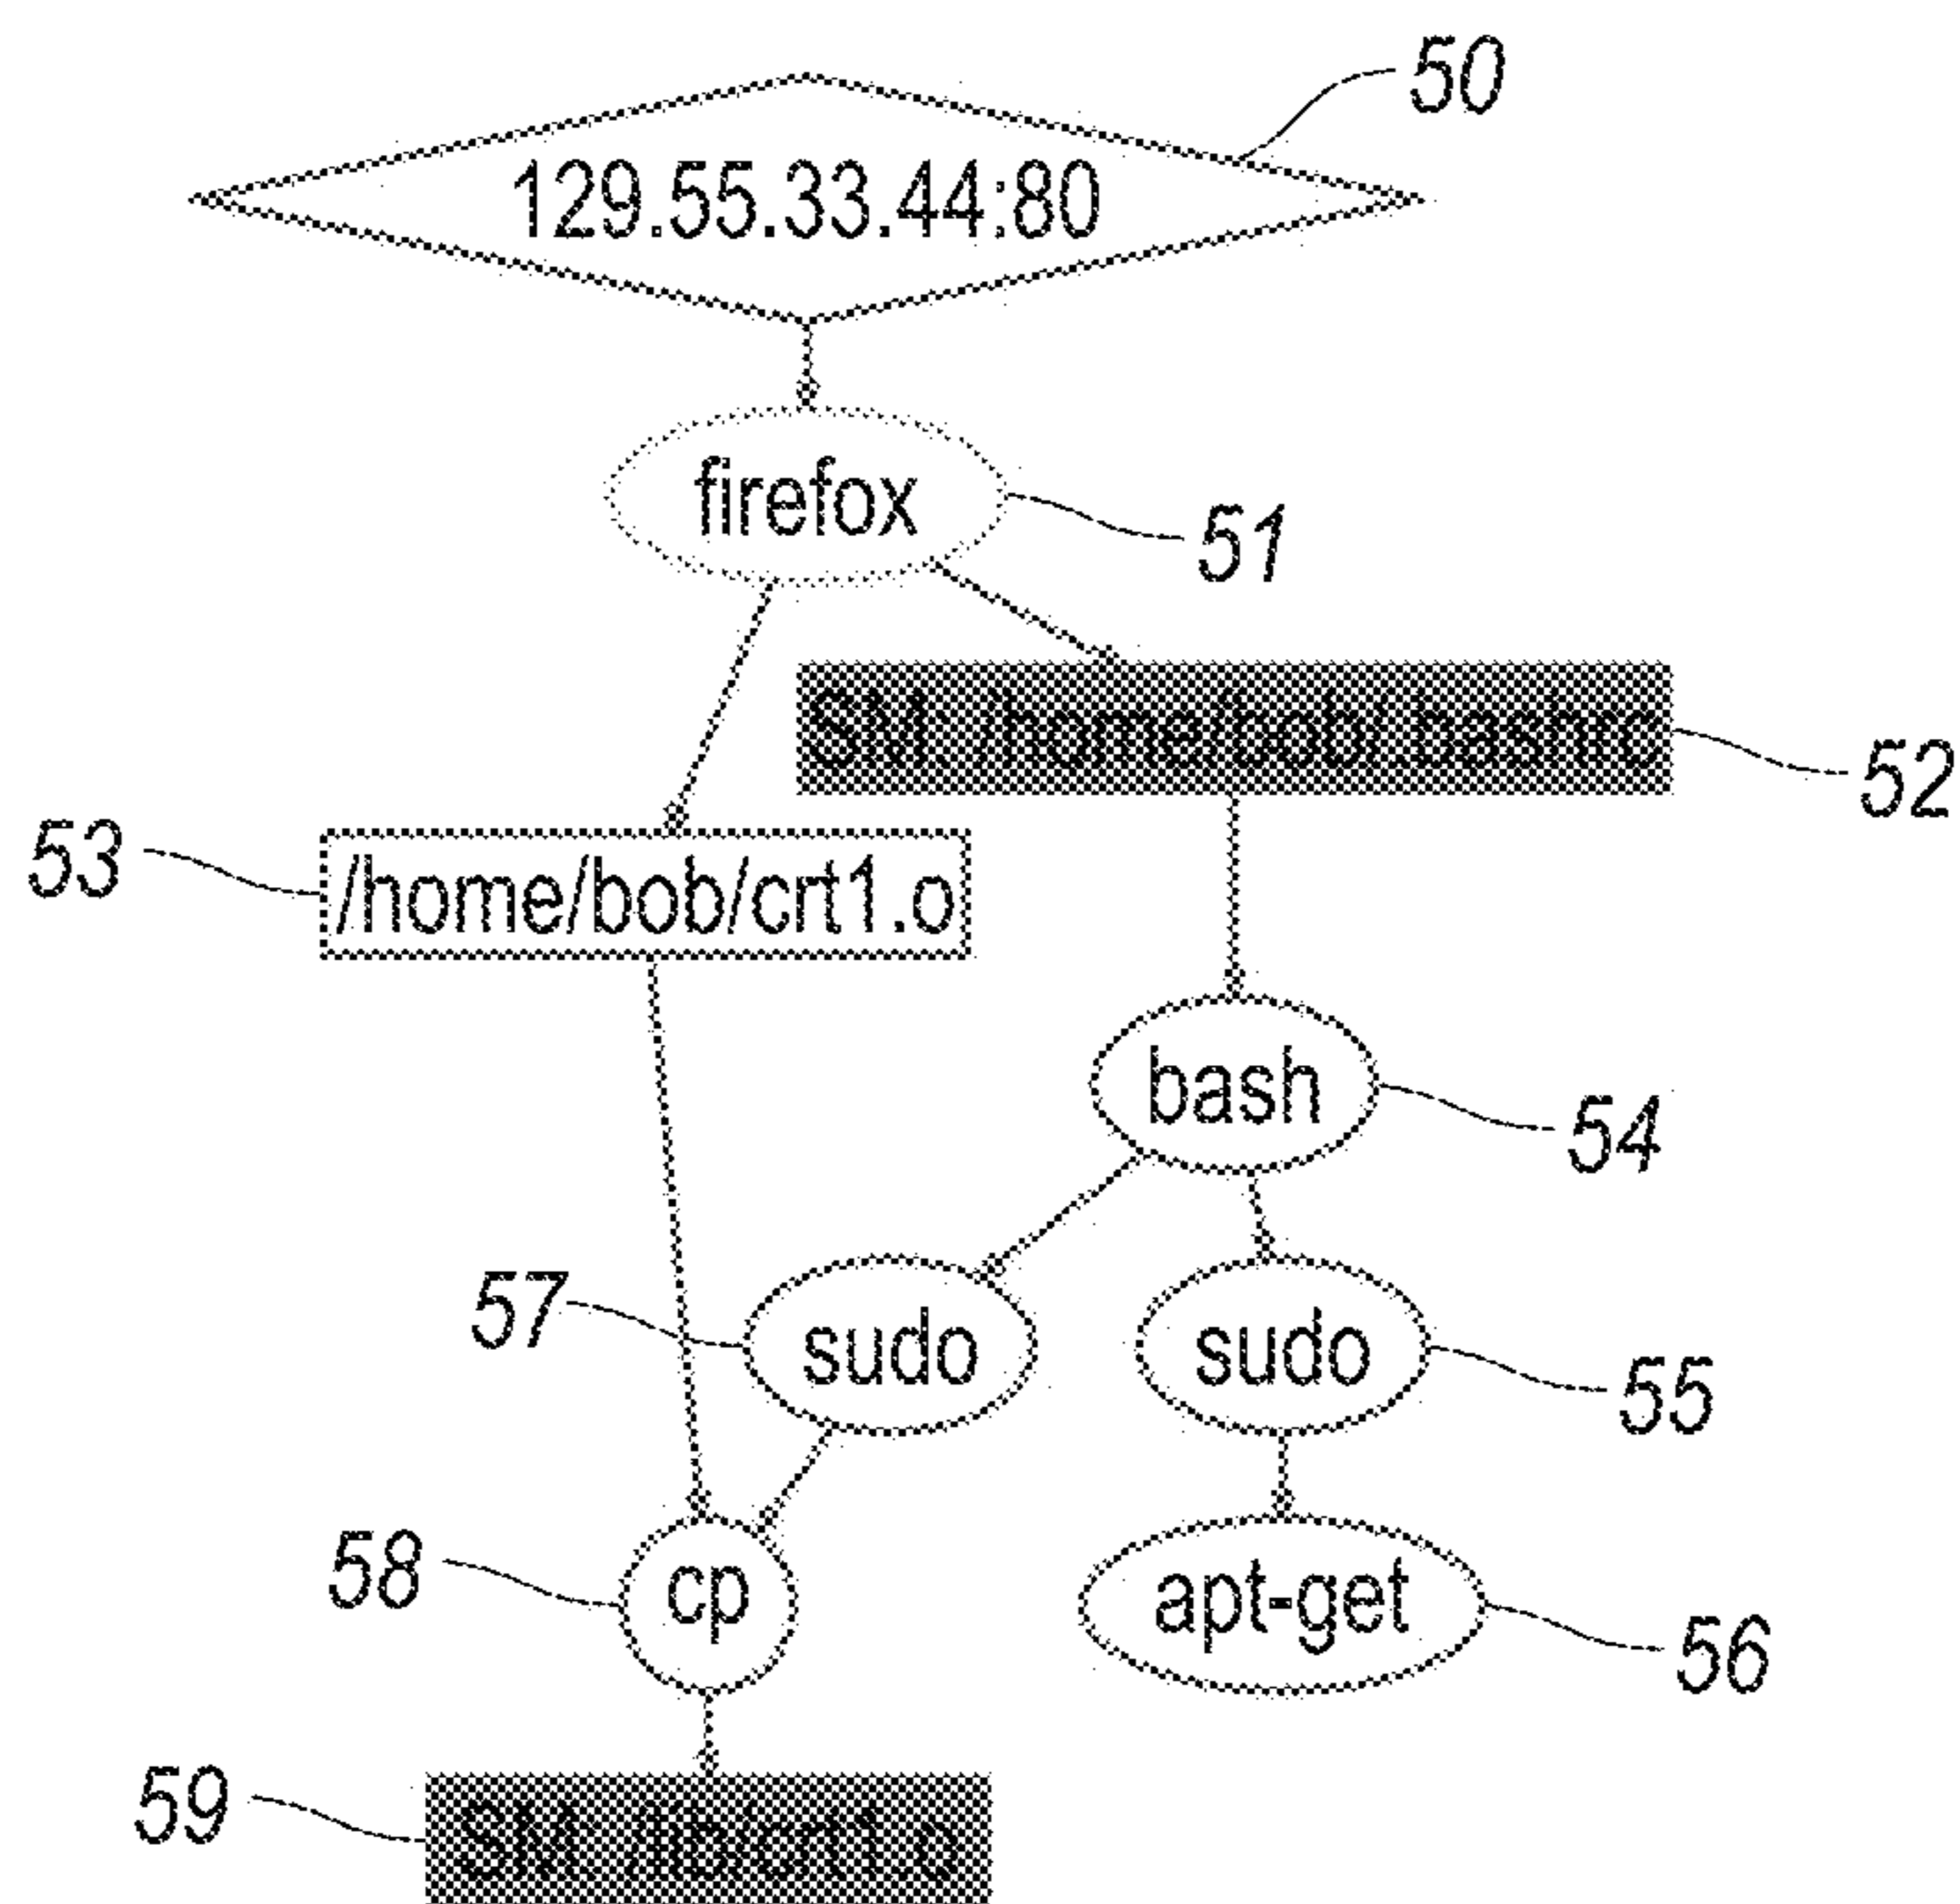 50
129.55.33.44:80
firefox
51
SM: /home/bob/.bashrc
52
53
/home/bob/crt1.o
bash
54
57
sudo
sudo
55
58
cp
apt-get
56
59
SM: /lib/crt1.o